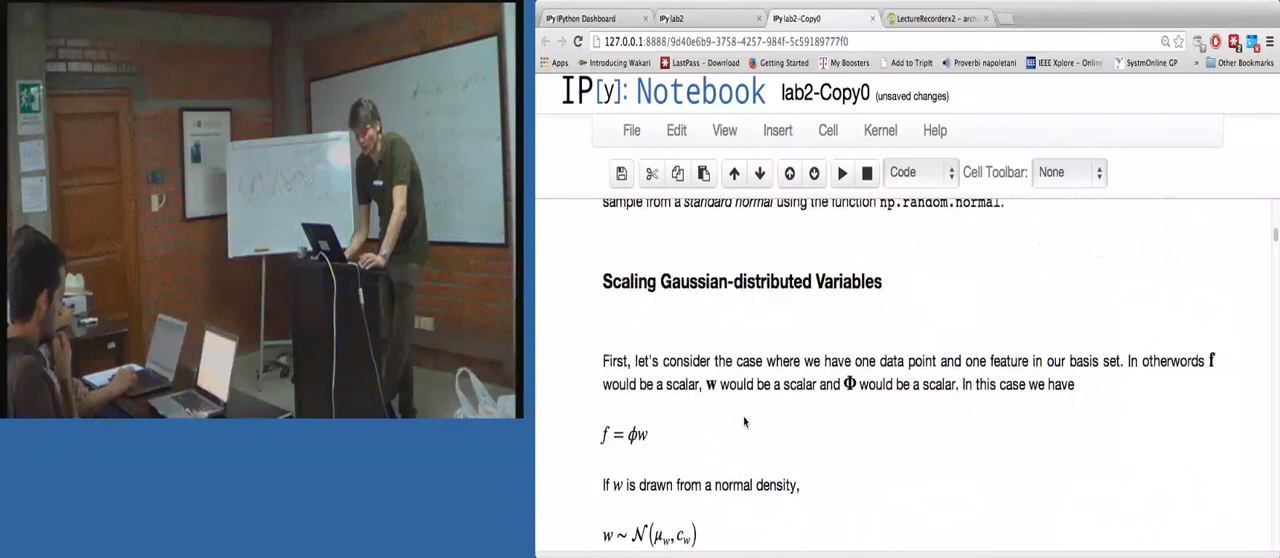 IP[y] IPython Dashboard
IP[y] lab2
IP[y] lab2-Copy0
LectureRecorderx2 – arch
127.0.0.1:8888/9d40e6b9-3758-4257-984f-5c59189777f0
Apps
Introducing Wakari
LastPass – Download
Getting Started
My Boosters
Add to TripIt
Proverbi napoletani
IEEE Xplore – Online
SystmOnline GP
»
Other Bookmarks
IP[y]: Notebook lab2-Copy0 (unsaved changes)
File Edit View Insert Cell Kernel Help
Code Cell Toolbar: None
sample from a standard normal using the function np.random.normal.
Scaling Gaussian-distributed Variables
First, let's consider the case where we have one data point and one feature in our basis set. In otherwords f
would be a scalar, w would be a scalar and Φ would be a scalar. In this case we have
f = ϕw
If w is drawn from a normal density,
w ~ N(μw, cw)